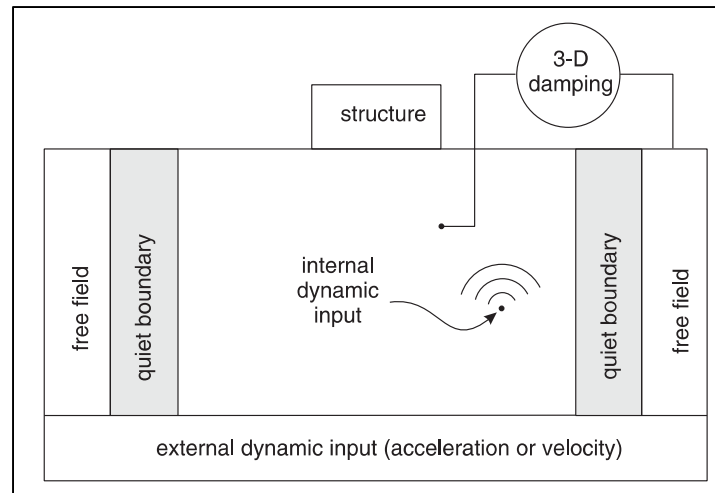 3-D
damping
structure
free field
quiet boundary
internal
dynamic
input
quiet boundary
free field
external dynamic input (acceleration or velocity)